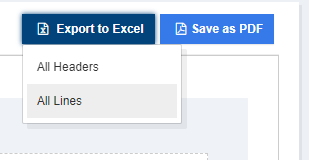 Export to Excel Save as PDF
All Headers
All Lines